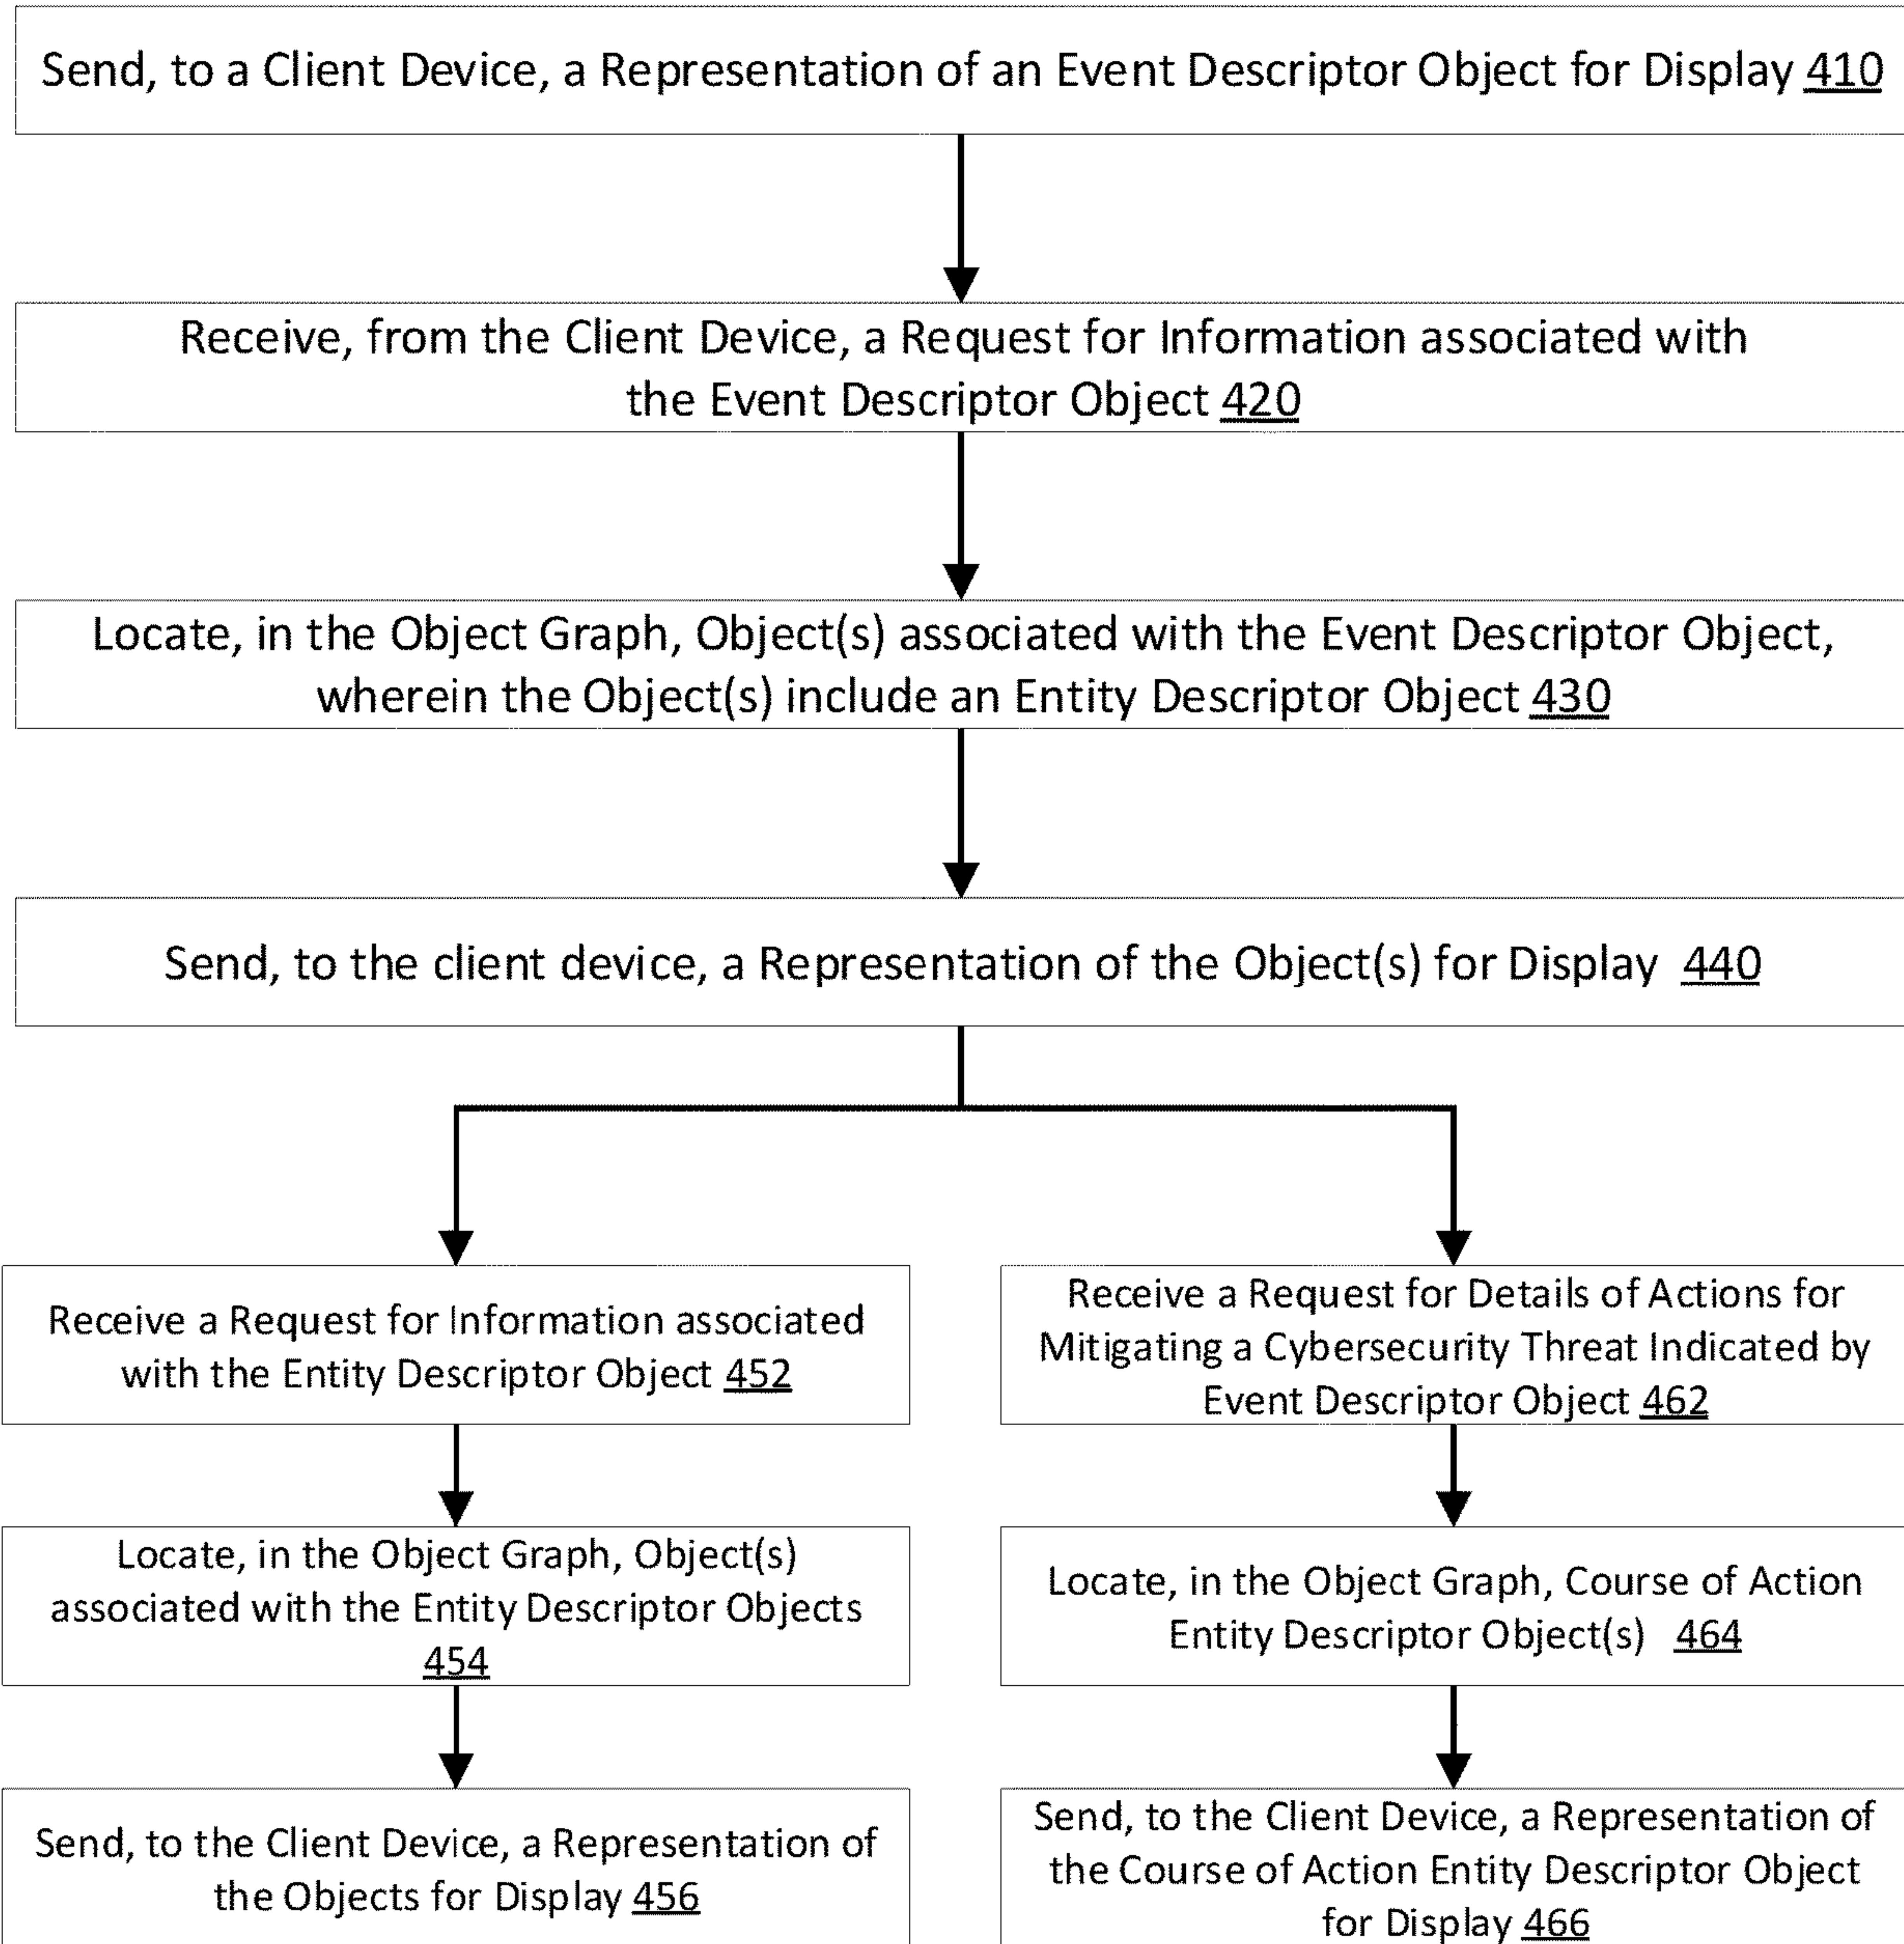 Send, to a Client Device, a Representation of an Event Descriptor Object for Display 410
Receive, from the Client Device, a Request for Information associated with
the Event Descriptor Object 420
Locate, in the Object Graph, Object(s) associated with the Event Descriptor Object,
wherein the Object(s) include an Entity Descriptor Object 430
Send, to the client device, a Representation of the Object(s) for Display 440
Receive a Request for Information associated
with the Entity Descriptor Object 452
Locate, in the Object Graph, Object(s)
associated with the Entity Descriptor Objects
454
Send, to the Client Device, a Representation of
the Objects for Display 456
Receive a Request for Details of Actions for
Mitigating a Cybersecurity Threat Indicated by
Event Descriptor Object 462
Locate, in the Object Graph, Course of Action
Entity Descriptor Object(s) 464
Send, to the Client Device, a Representation of
the Course of Action Entity Descriptor Object
for Display 466